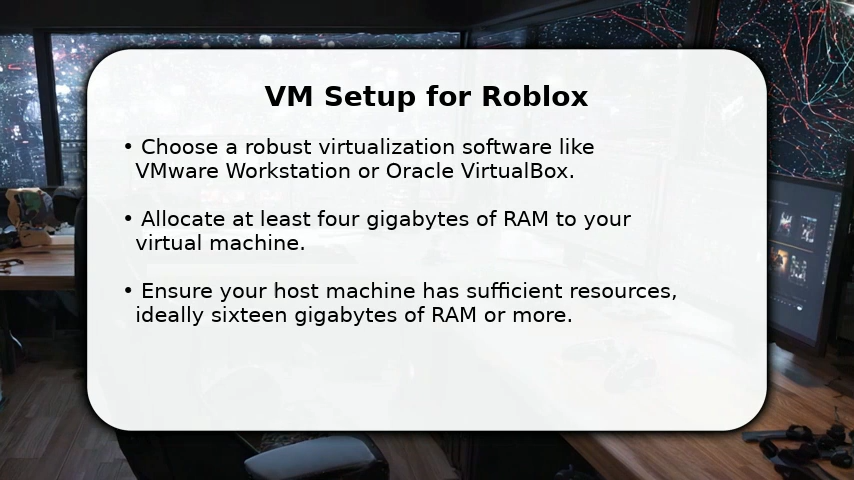 VM Setup for Roblox
• Choose a robust virtualization software like
VMware Workstation or Oracle VirtualBox.
• Allocate at least four gigabytes of RAM to your
virtual machine.
• Ensure your host machine has sufficient resources,
ideally sixteen gigabytes of RAM or more.